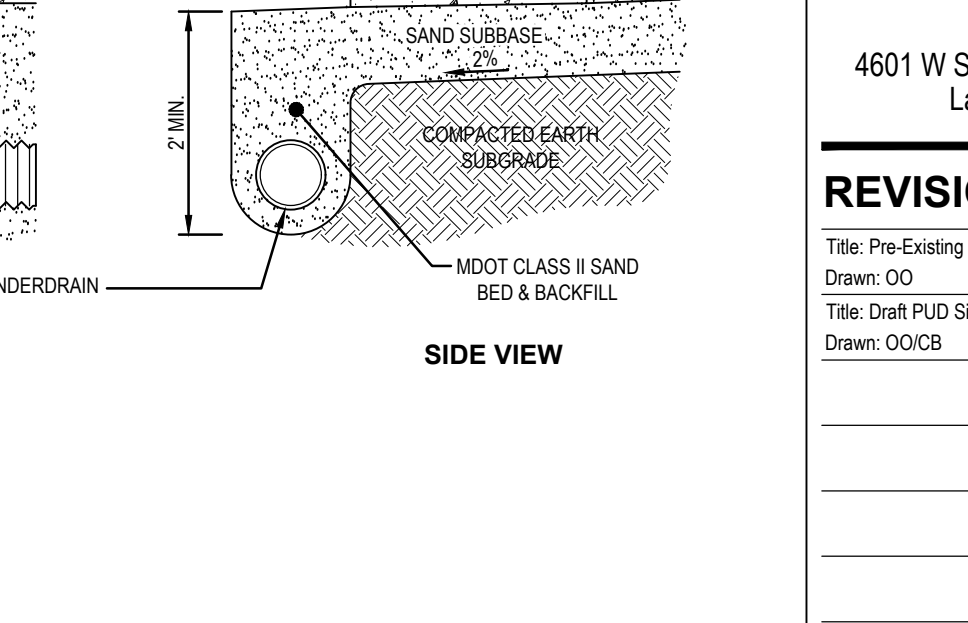 SAND SUBBASE
2%
2' MIN.
COMPACTED EARTH
SUBGRADE
NDERDRAIN
MDOT CLASS II SAND
BED & BACKFILL
SIDE VIEW
4601 W S
La
REVISI
Title: Pre-Existing
Drawn: OO
Title: Draft PUD Si
Drawn: OO/CB